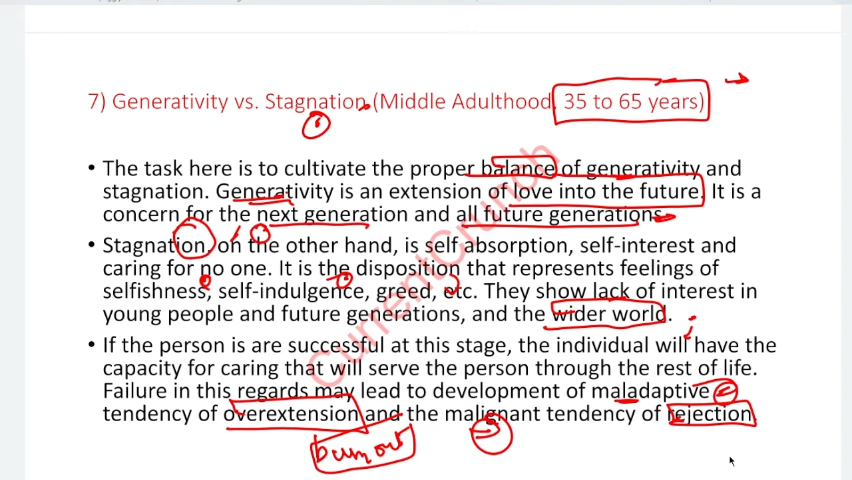 7) Generativity vs. Stagnation (Middle Adulthood, 35 to 65 years)
• The task here is to cultivate the proper balance of generativity and
stagnation. Generativity is an extension of love into the future. It is a
concern for the next generation and all future generations.
• Stagnation, on the other hand, is self absorption, self-interest and
caring for no one. It is the disposition that represents feelings of
selfishness, self-indulgence, greed, etc. They show lack of interest in
young people and future generations, and the wider world.
• If the person is are successful at this stage, the individual will have the
capacity for caring that will serve the person through the rest of life.
Failure in this regards may lead to development of maladaptive
tendency of overextension and the malignant tendency of rejection.
burn out
CurrentCrunch